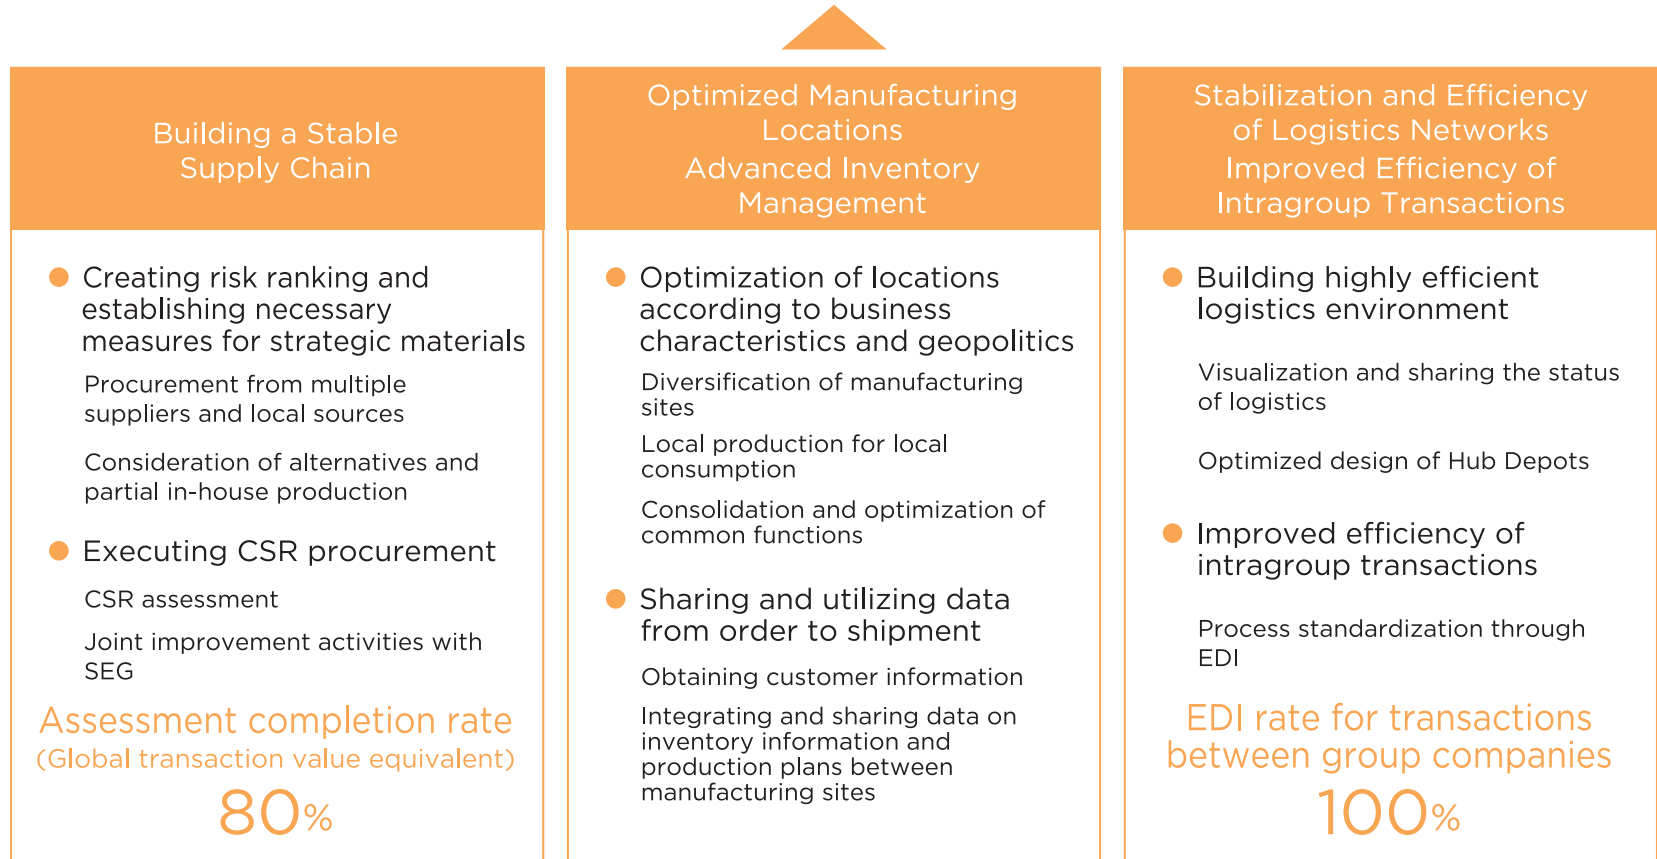 Building a Stable
Supply Chain
Creating risk ranking and
establishing necessary
measures for strategic materials
Procurement from multiple
suppliers and local sources
Consideration of alternatives and
partial in-house production
Executing CSR procurement
CSR assessment
Joint improvement activities with
SEG
Assessment completion rate
(Global transaction value equivalent)
80%
Optimized Manufacturing
Locations
Advanced Inventory
Management
Optimization of locations
according to business
characteristics and geopolitics
Diversification of manufacturing
sites
Local production for local
consumption
Consolidation and optimization of
common functions
Sharing and utilizing data
from order to shipment
Obtaining customer information
Integrating and sharing data on
inventory information and
production plans between
manufacturing sites
Stabilization and Efficiency
of Logistics Networks
Improved Efficiency of
Intragroup Transactions
Building highly efficient
logistics environment
Visualization and sharing the status
of logistics
Optimized design of Hub Depots
Improved efficiency of
intragroup transactions
Process standardization through
EDI
EDI rate for transactions
between group companies
100%